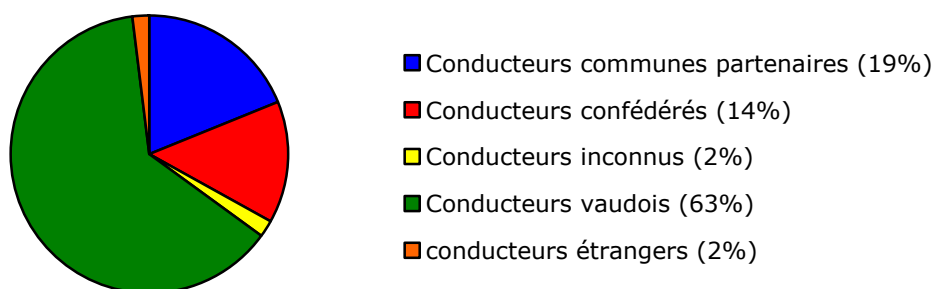 Conducteurs communes partenaires (19%)
Conducteurs confédérés (14%)
Conducteurs inconnus (2%)
Conducteurs vaudois (63%)
conducteurs étrangers (2%)